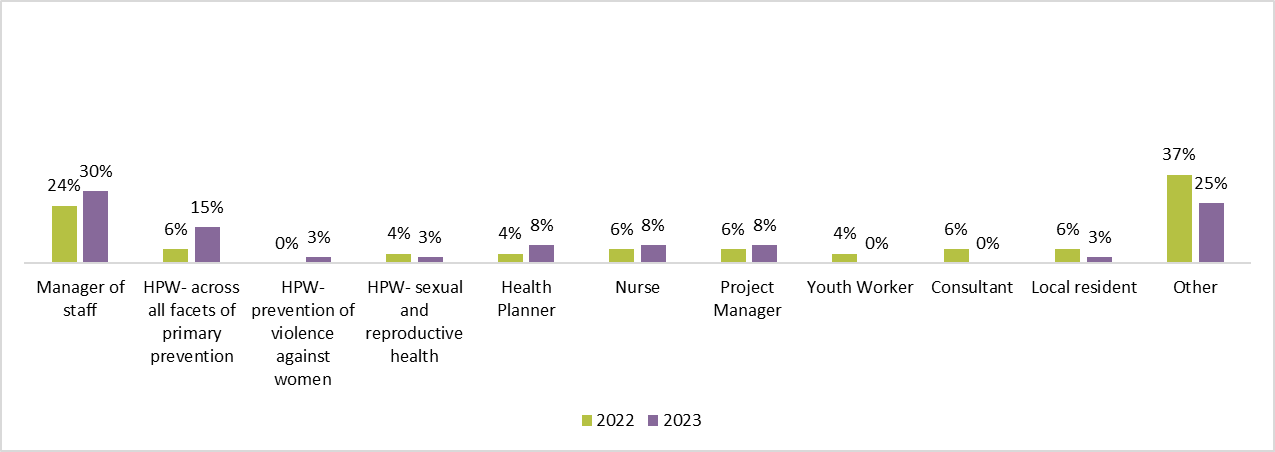 37%
30%
24%
25%
15%
6%
0%
3%
4%
3%
4%
8%
6%
8%
6%
8%
4%
0%
6%
0%
6%
3%
Manager of
staff
HPW- across
all facets of
primary
prevention
HPW-
prevention of
violence
against
women
HPW- sexual
and
reproductive
health
Health
Planner
Nurse
Project
Manager
Youth Worker
Consultant
Local resident
Other
2022
2023